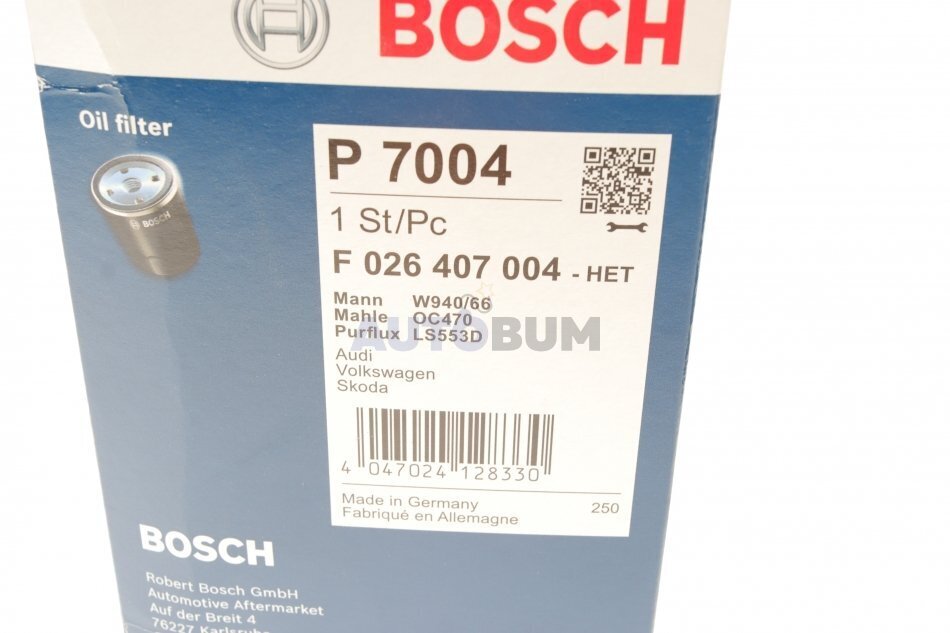 BOSCH
Oil filter
BOSCH
P 7004
1 St/Pc
F 026 407 004 - HET
Mann W940/66
Mahle OC470
Purflux LS553D
AUTOBUM
Audi
Volkswagen
Skoda
4 047024 128330
Made in Germany 250
Fabriqué en Allemagne
BOSCH
Robert Bosch GmbH
Automotive Aftermarket
Auf der Breit 4
76227 Karlsruhe